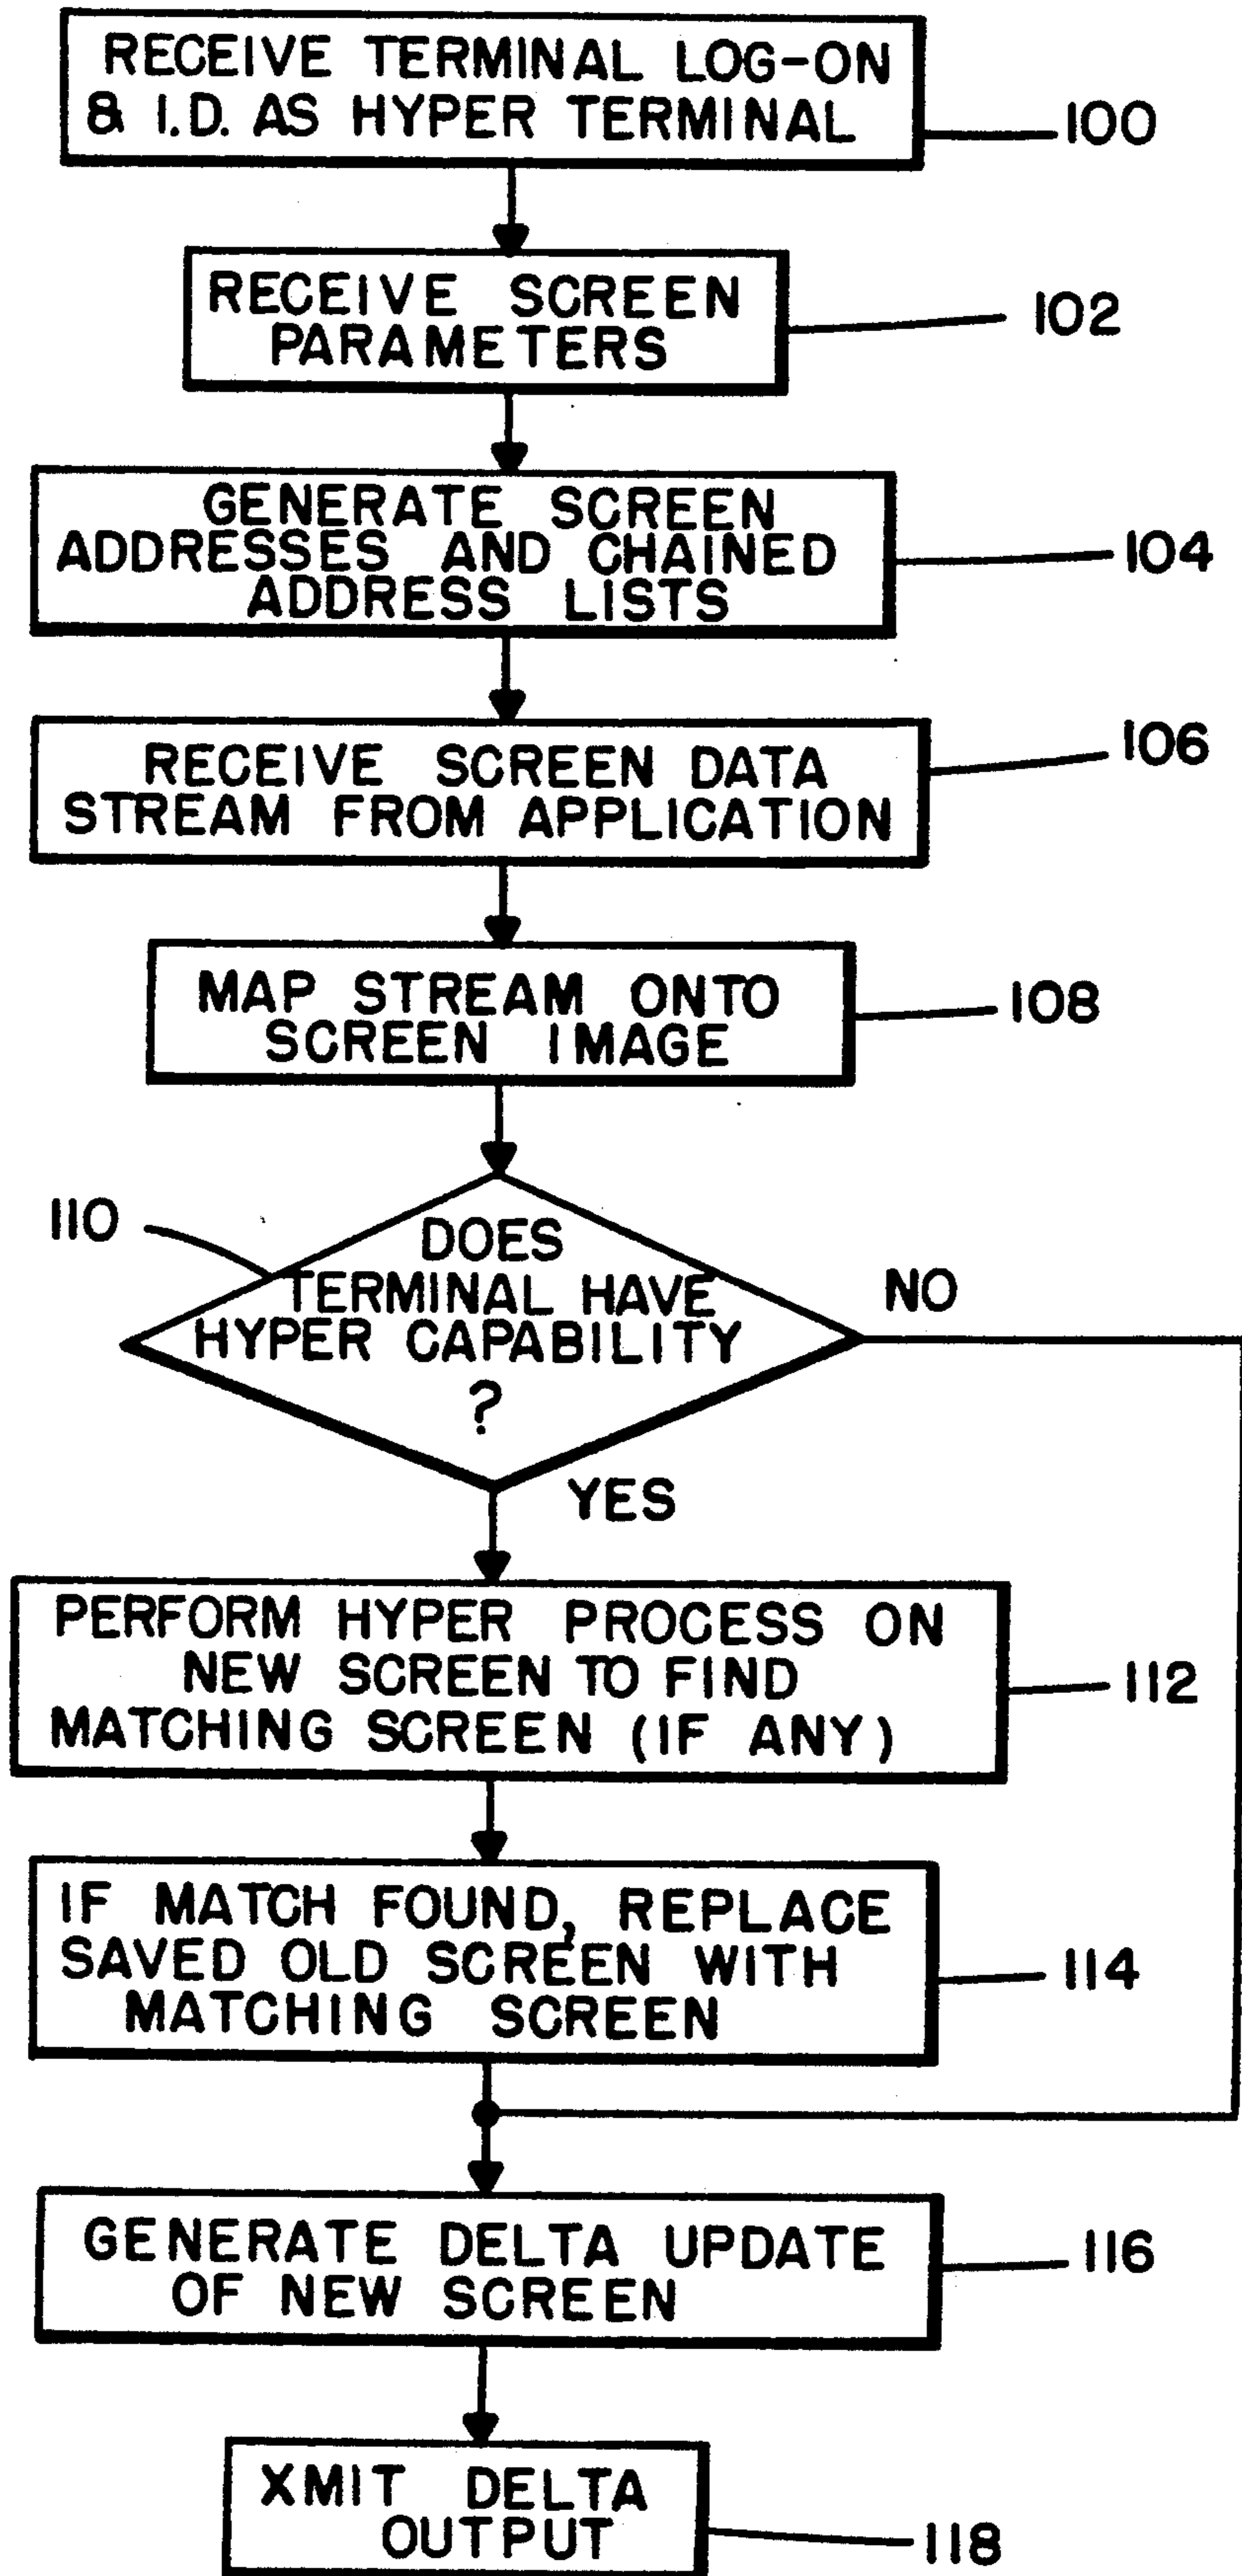 RECEIVE TERMINAL LOG-ON
& I.D. AS HYPER TERMINAL
100
RECEIVE SCREEN
PARAMETERS
102
GENERATE SCREEN
ADDRESSES AND CHAINED
ADDRESS LISTS
104
RECEIVE SCREEN DATA
STREAM FROM APPLICATION
106
MAP STREAM ONTO
SCREEN IMAGE
108
110
DOES
TERMINAL HAVE
HYPER CAPABILITY
?
NO
YES
PERFORM HYPER PROCESS ON
NEW SCREEN TO FIND
MATCHING SCREEN (IF ANY)
112
IF MATCH FOUND, REPLACE
SAVED OLD SCREEN WITH
MATCHING SCREEN
114
GENERATE DELTA UPDATE
OF NEW SCREEN
116
XMIT DELTA
OUTPUT
118